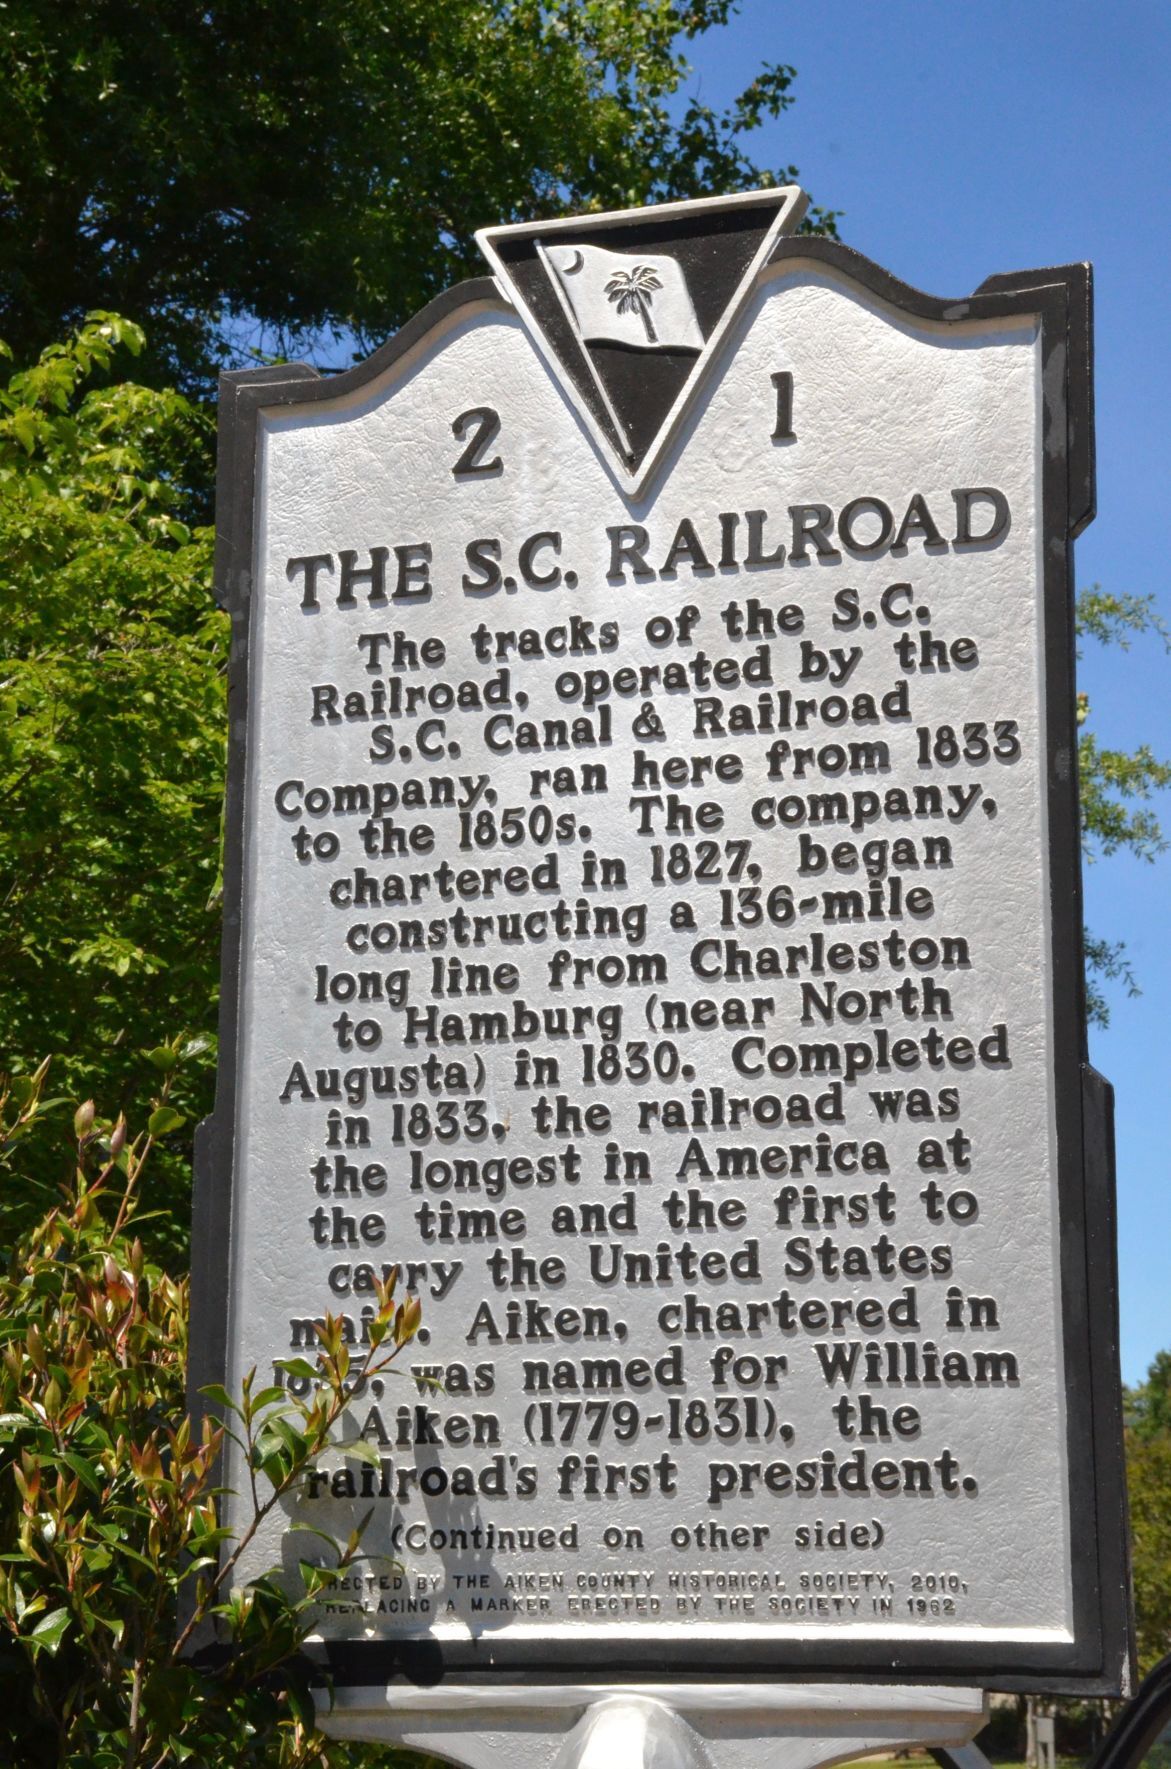 2 1
THE S.C. RAILROAD
The tracks of the S.C.
Railroad, operated by the
S.C. Canal & Railroad
Company, ran here from 1833
to the 1850s. The company,
chartered in 1827, began
constructing a 136-mile
long line from Charleston
to Hamburg (near North
Augusta) in 1830. Completed
in 1833, the railroad was
the longest in America at
the time and the first to
carry the United States
mails. Aiken, chartered in
1835, was named for William
Aiken (1779-1831), the
railroad's first president.
(Continued on other side)
ERECTED BY THE AIKEN COUNTY HISTORICAL SOCIETY, 2010,
REPLACING A MARKER ERECTED BY THE SOCIETY IN 1962